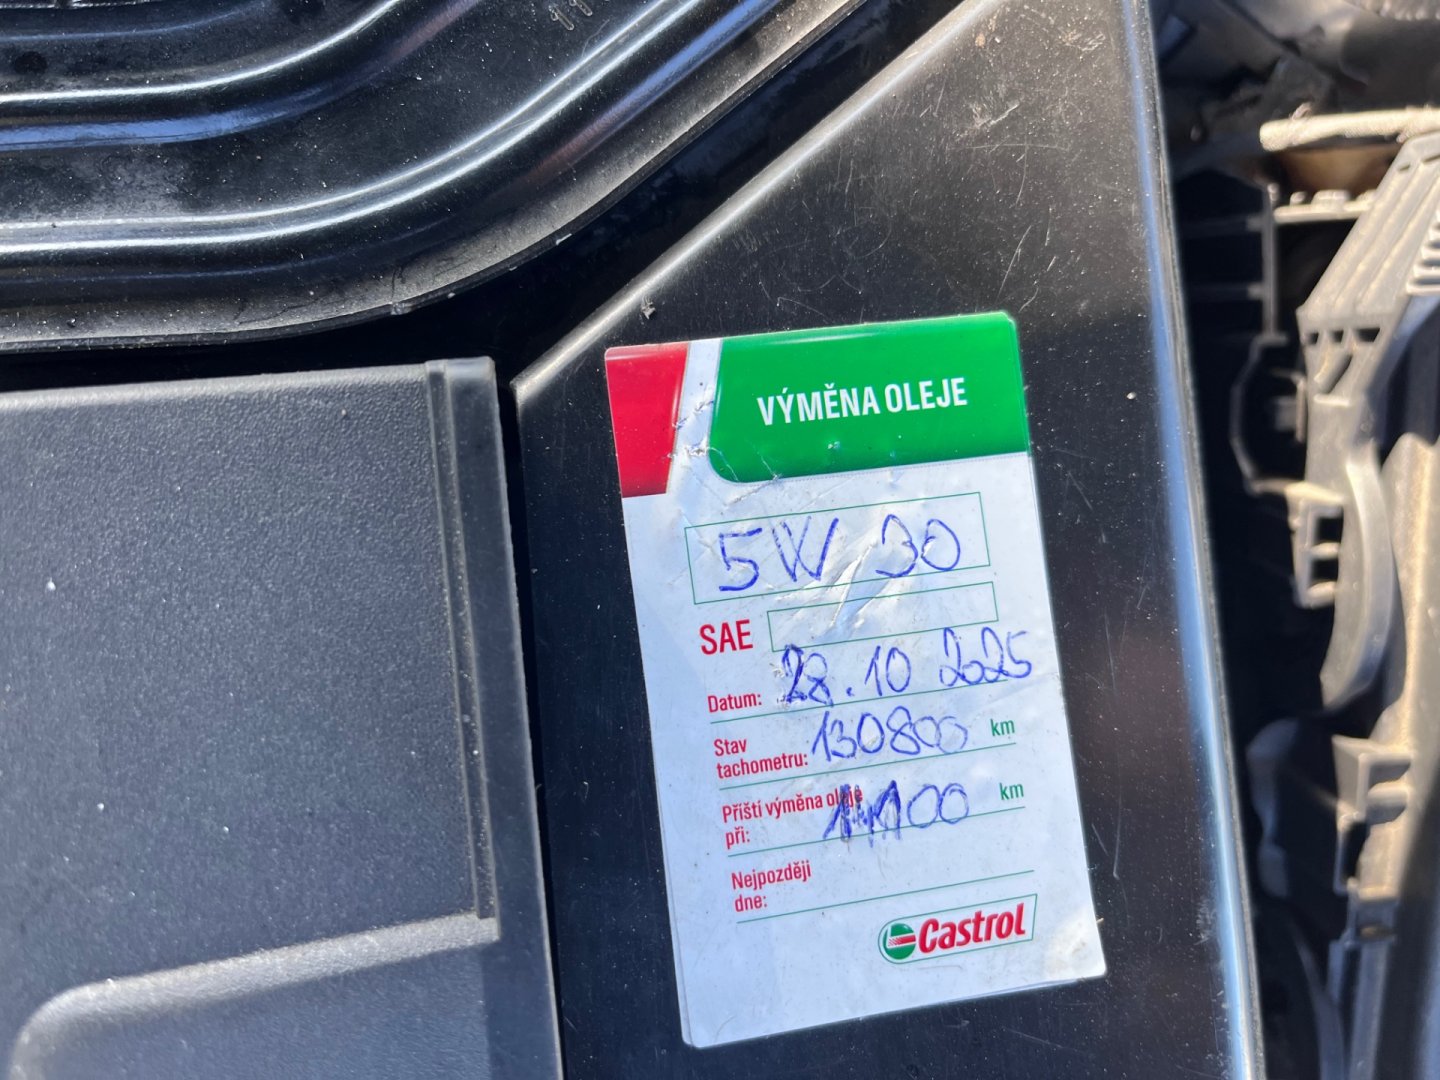 VÝMĚNA OLEJE
5W 30
SAE
Datum: 28.10 2025
Stav
tachometru: 130800 km
Příští výměna oleje
při: km
Nejpozději
dne:
Castrol